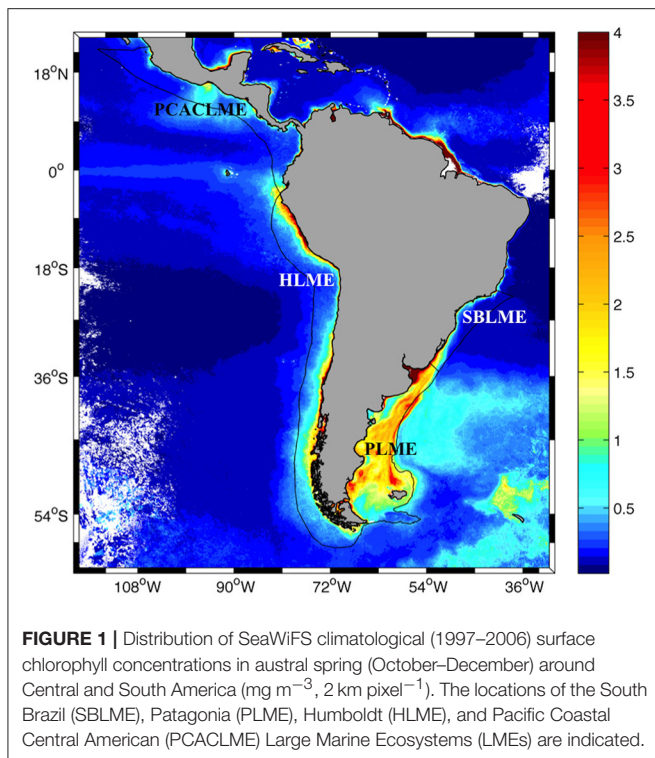 4
18°N
PCACLME
3.5
3
0°
2.5
18°S
HLME
2
SBLME
36°S
1.5
PLME
1
54°S
0.5
108°W 90°W 72°W 54°W 36°W
FIGURE 1 | Distribution of SeaWiFS climatological (1997–2006) surface
chlorophyll concentrations in austral spring (October–December) around
Central and South America (mg m⁻³, 2 km pixel⁻¹). The locations of the South
Brazil (SBLME), Patagonia (PLME), Humboldt (HLME), and Pacific Coastal
Central American (PCACLME) Large Marine Ecosystems (LMEs) are indicated.